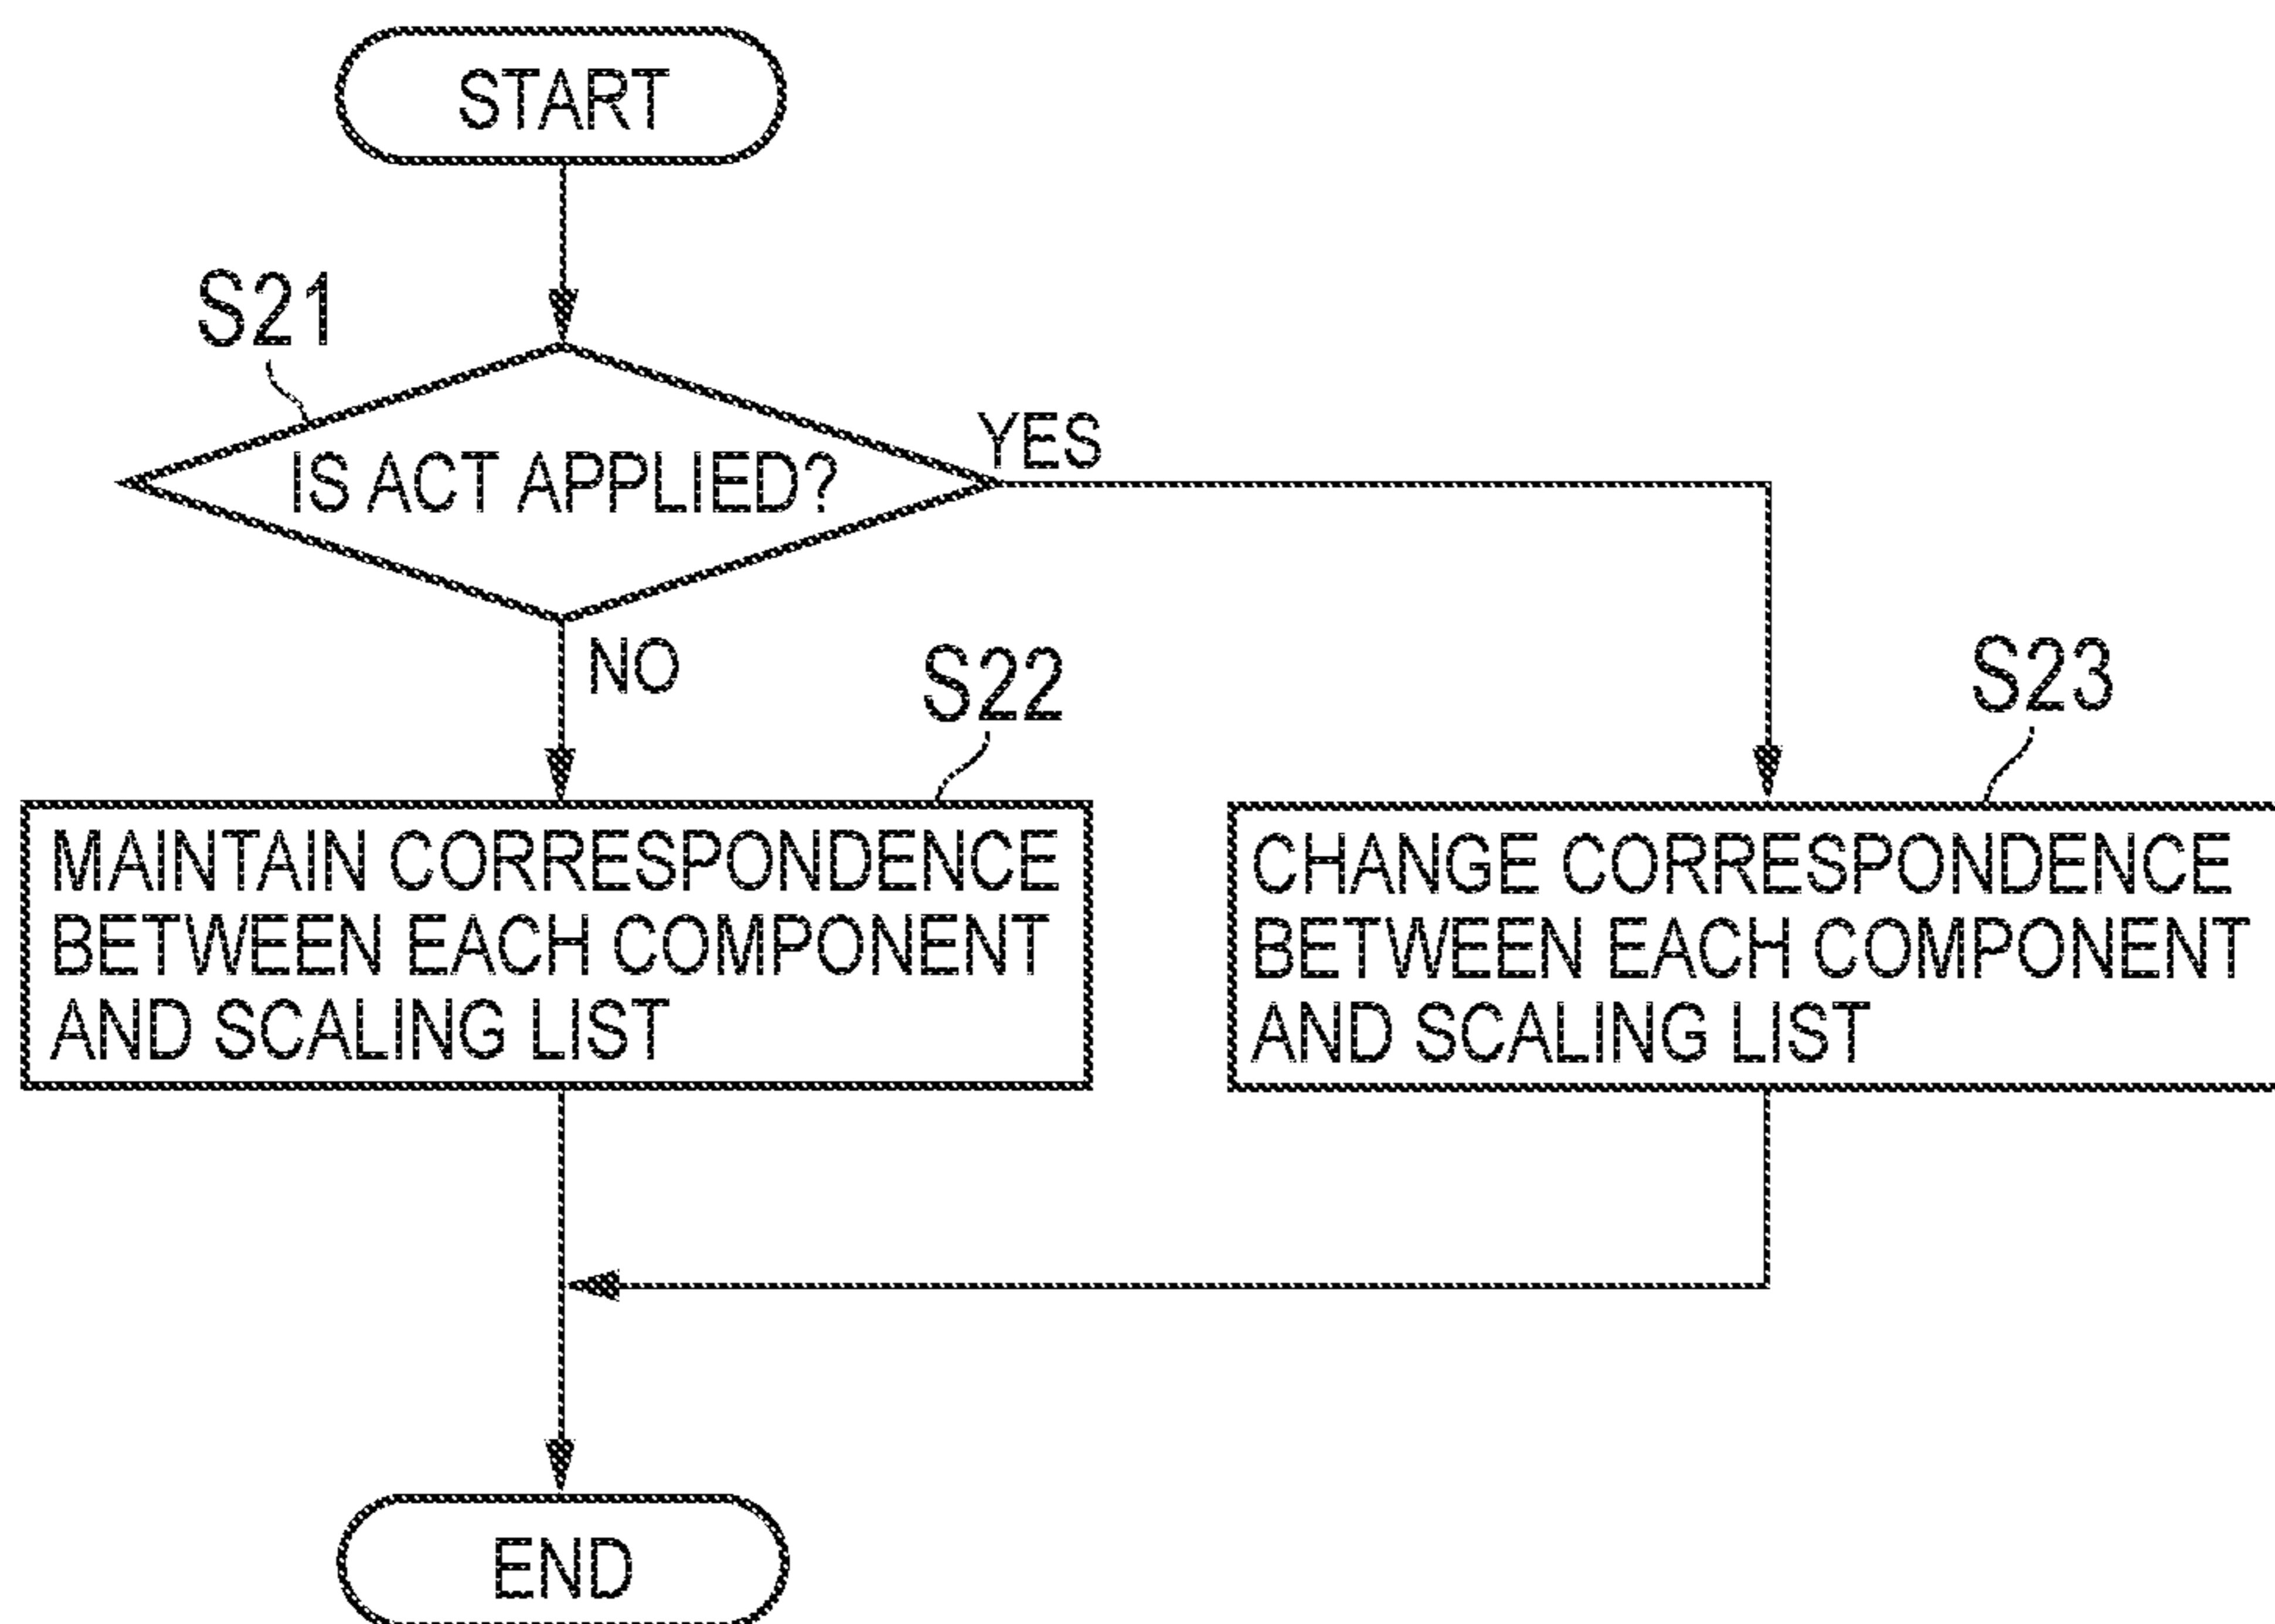 START
S21
IS ACT APPLIED?
YES
NO
S22
S23
MAINTAIN CORRESPONDENCE
BETWEEN EACH COMPONENT
AND SCALING LIST
CHANGE CORRESPONDENCE
BETWEEN EACH COMPONENT
AND SCALING LIST
END